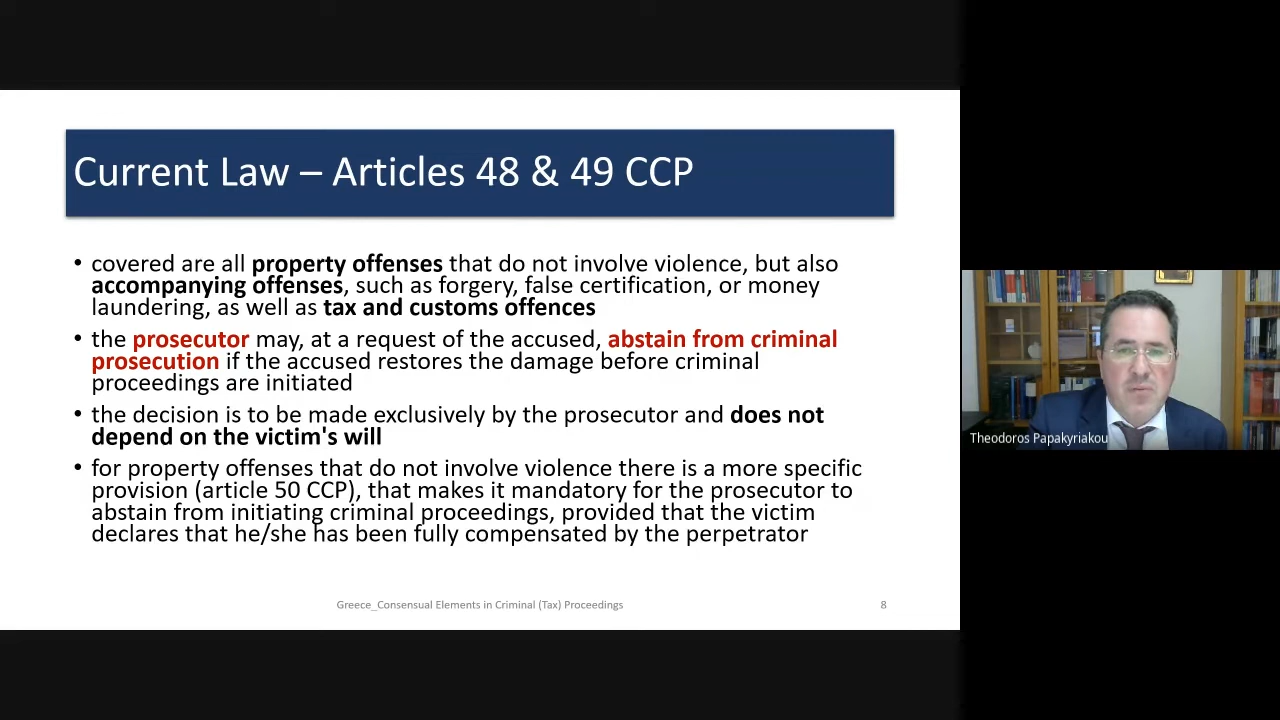 Current Law – Articles 48 & 49 CCP
• covered are all property offenses that do not involve violence, but also
accompanying offenses, such as forgery, false certification, or money
laundering, as well as tax and customs offences
• the prosecutor may, at a request of the accused, abstain from criminal
prosecution if the accused restores the damage before criminal
proceedings are initiated
• the decision is to be made exclusively by the prosecutor and does not
depend on the victim's will
• for property offenses that do not involve violence there is a more specific
provision (article 50 CCP), that makes it mandatory for the prosecutor to
abstain from initiating criminal proceedings, provided that the victim
declares that he/she has been fully compensated by the perpetrator
Greece_Consensual Elements in Criminal (Tax) Proceedings
8
Theodoros Papakyriakou